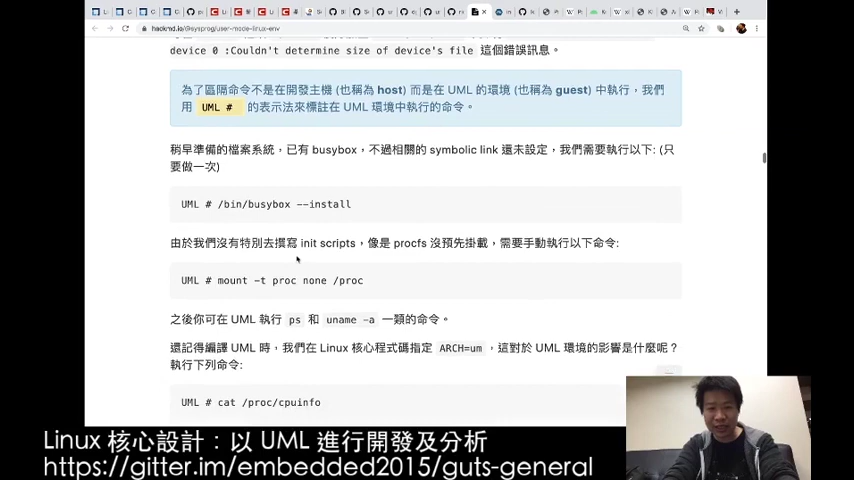 hackmd.io/@sysprog/user-mode-linux-env
device 0 :Couldn't determine size of device's file 這個錯誤訊息。
為了區隔命令不是在開發主機 (也稱為 host) 而是在 UML 的環境 (也稱為 guest) 中執行，我們
用 UML # 的表示法來標註在 UML 環境中執行的命令。
稍早準備的檔案系統，已有 busybox，不過相關的 symbolic link 還未設定，我們需要執行以下: (只
要做一次)
UML # /bin/busybox --install
由於我們沒有特別去撰寫 init scripts，像是 procfs 沒預先掛載，需要手動執行以下命令:
UML # mount -t proc none /proc
之後你可在 UML 執行 ps 和 uname -a 一類的命令。
還記得編譯 UML 時，我們在 Linux 核心程式碼指定 ARCH=um ，這對於 UML 環境的影響是什麼呢？
執行下列命令:
UML # cat /proc/cpuinfo
Linux 核心設計：以 UML 進行開發及分析
https://gitter.im/embedded2015/guts-general